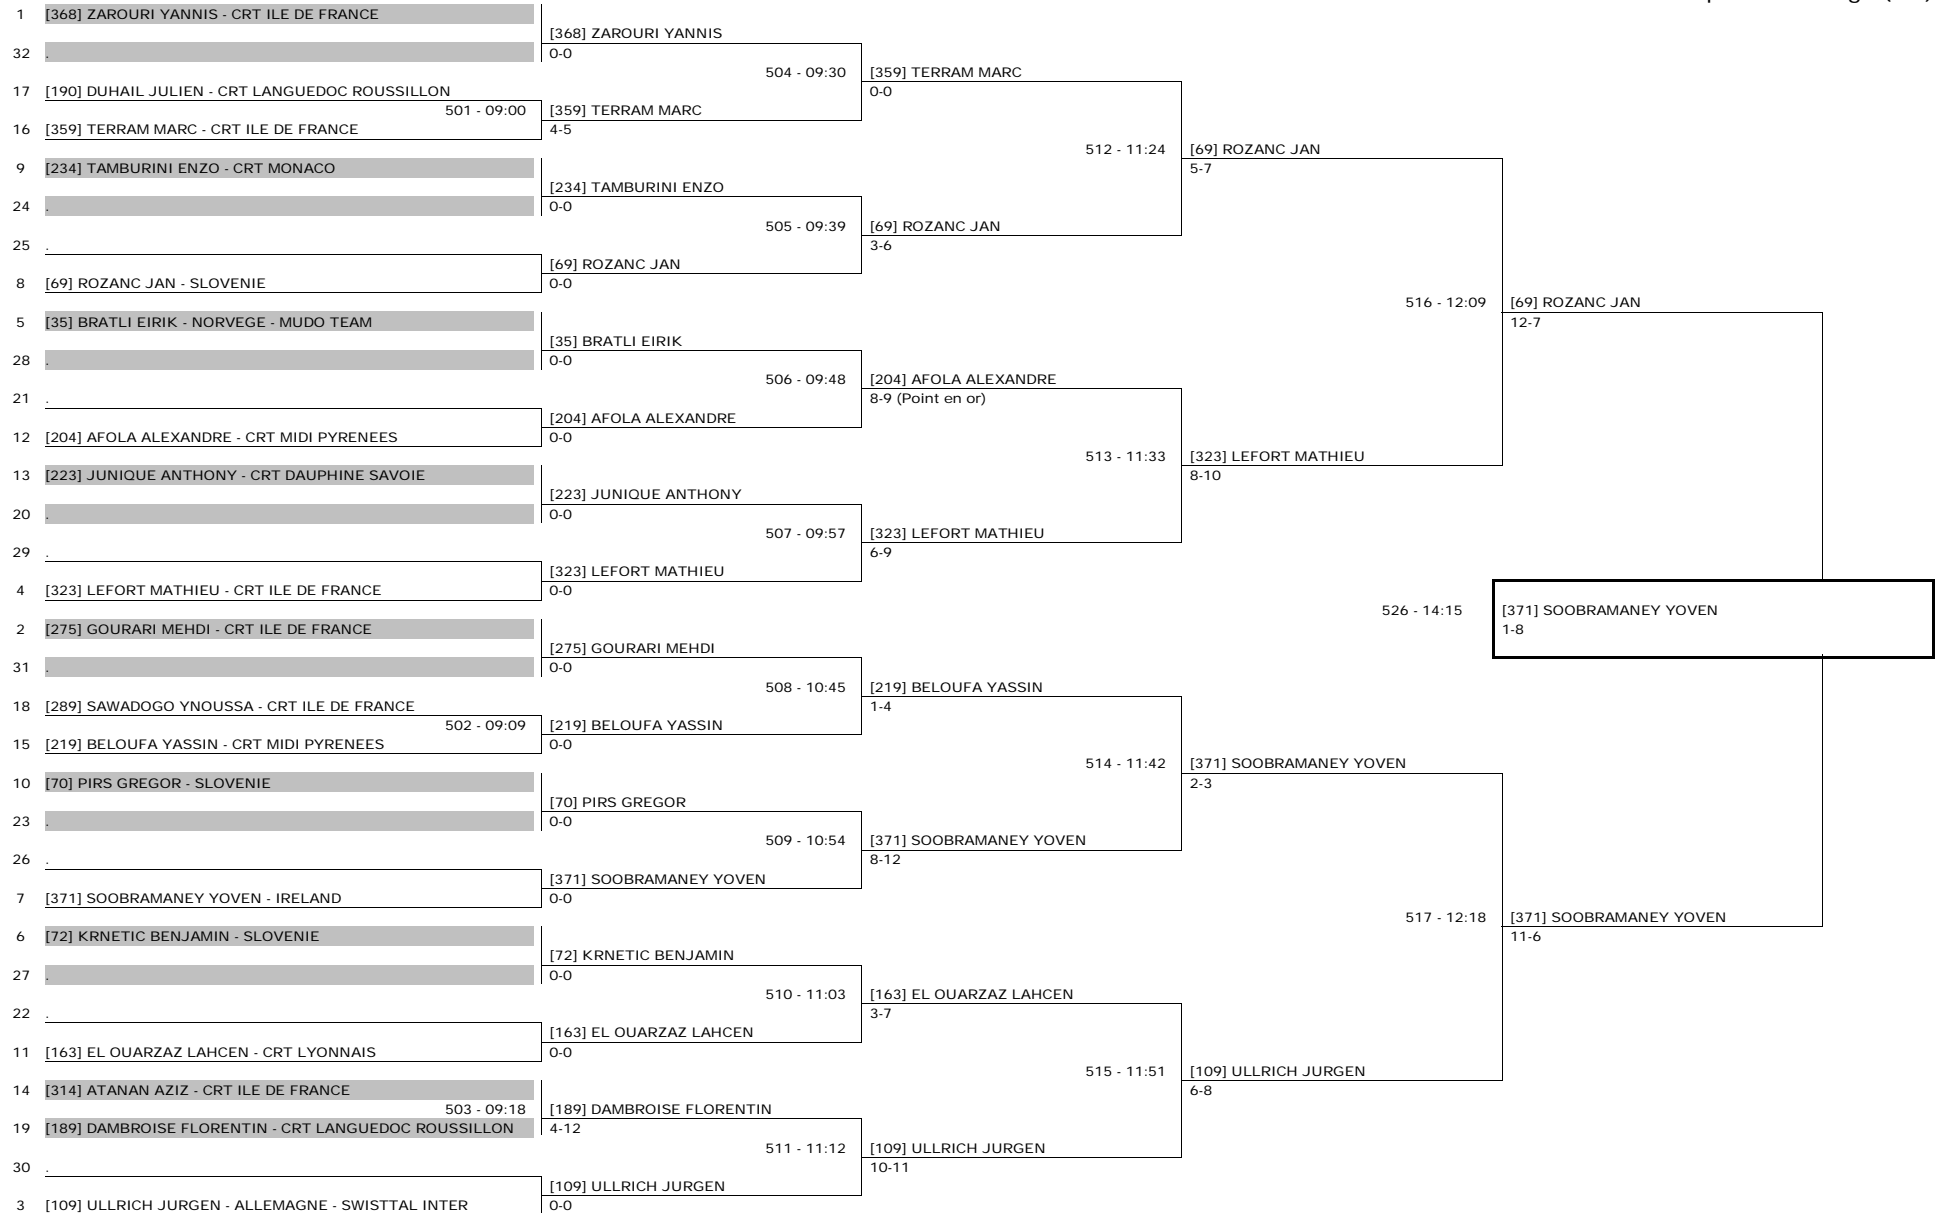 1 [368] ZAROURI YANNIS - CRT ILE DE FRANCE
[368] ZAROURI YANNIS
32 . 0-0
504 - 09:30 [359] TERRAM MARC
17 [190] DUHAIL JULIEN - CRT LANGUEDOC ROUSSILLON 0-0
501 - 09:00 [359] TERRAM MARC
16 [359] TERRAM MARC - CRT ILE DE FRANCE 4-5
512 - 11:24 [69] ROZANC JAN
9 [234] TAMBURINI ENZO - CRT MONACO 5-7
[234] TAMBURINI ENZO
24 . 0-0
505 - 09:39 [69] ROZANC JAN
25 . 3-6
[69] ROZANC JAN
8 [69] ROZANC JAN - SLOVENIE 0-0
516 - 12:09 [69] ROZANC JAN
5 [35] BRATLI EIRIK - NORVEGE - MUDO TEAM 12-7
[35] BRATLI EIRIK
28 . 0-0
506 - 09:48 [204] AFOLA ALEXANDRE
21 . 8-9 (Point en or)
[204] AFOLA ALEXANDRE
12 [204] AFOLA ALEXANDRE - CRT MIDI PYRENEES 0-0
513 - 11:33 [323] LEFORT MATHIEU
13 [223] JUNIQUE ANTHONY - CRT DAUPHINE SAVOIE 8-10
[223] JUNIQUE ANTHONY
20 . 0-0
507 - 09:57 [323] LEFORT MATHIEU
29 . 6-9
[323] LEFORT MATHIEU
4 [323] LEFORT MATHIEU - CRT ILE DE FRANCE 0-0
526 - 14:15 [371] SOOBRAMANEY YOVEN
2 [275] GOURARI MEHDI - CRT ILE DE FRANCE 1-8
[275] GOURARI MEHDI
31 . 0-0
508 - 10:45 [219] BELOUFA YASSIN
18 [289] SAWADOGO YNOUSSA - CRT ILE DE FRANCE 1-4
502 - 09:09 [219] BELOUFA YASSIN
15 [219] BELOUFA YASSIN - CRT MIDI PYRENEES 0-0
514 - 11:42 [371] SOOBRAMANEY YOVEN
10 [70] PIRS GREGOR - SLOVENIE 2-3
[70] PIRS GREGOR
23 . 0-0
509 - 10:54 [371] SOOBRAMANEY YOVEN
26 . 8-12
[371] SOOBRAMANEY YOVEN
7 [371] SOOBRAMANEY YOVEN - IRELAND 0-0
517 - 12:18 [371] SOOBRAMANEY YOVEN
6 [72] KRNETIC BENJAMIN - SLOVENIE 11-6
[72] KRNETIC BENJAMIN
27 . 0-0
510 - 11:03 [163] EL OUARZAZ LAHCEN
22 . 3-7
[163] EL OUARZAZ LAHCEN
11 [163] EL OUARZAZ LAHCEN - CRT LYONNAIS 0-0
515 - 11:51 [109] ULLRICH JURGEN
14 [314] ATANAN AZIZ - CRT ILE DE FRANCE 6-8
503 - 09:18 [189] DAMBROISE FLORENTIN
19 [189] DAMBROISE FLORENTIN - CRT LANGUEDOC ROUSSILLON 4-12
511 - 11:12 [109] ULLRICH JURGEN
30 . 10-11
[109] ULLRICH JURGEN
3 [109] ULLRICH JURGEN - ALLEMAGNE - SWISTTAL INTER 0-0